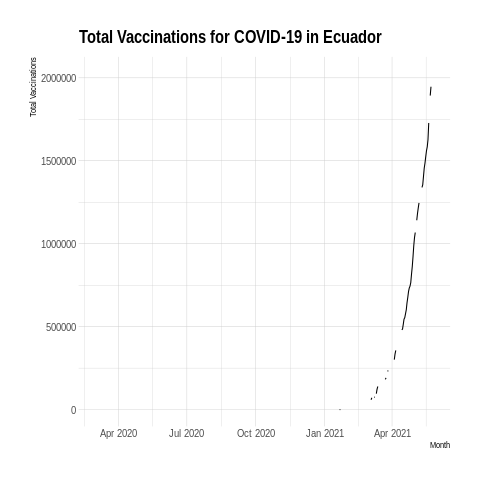 Total Vaccinations for COVID-19 in Ecuador
Total Vaccinations
2000000
1500000
1000000
500000
0
Apr 2020 Jul 2020 Oct 2020 Jan 2021 Apr 2021
Month